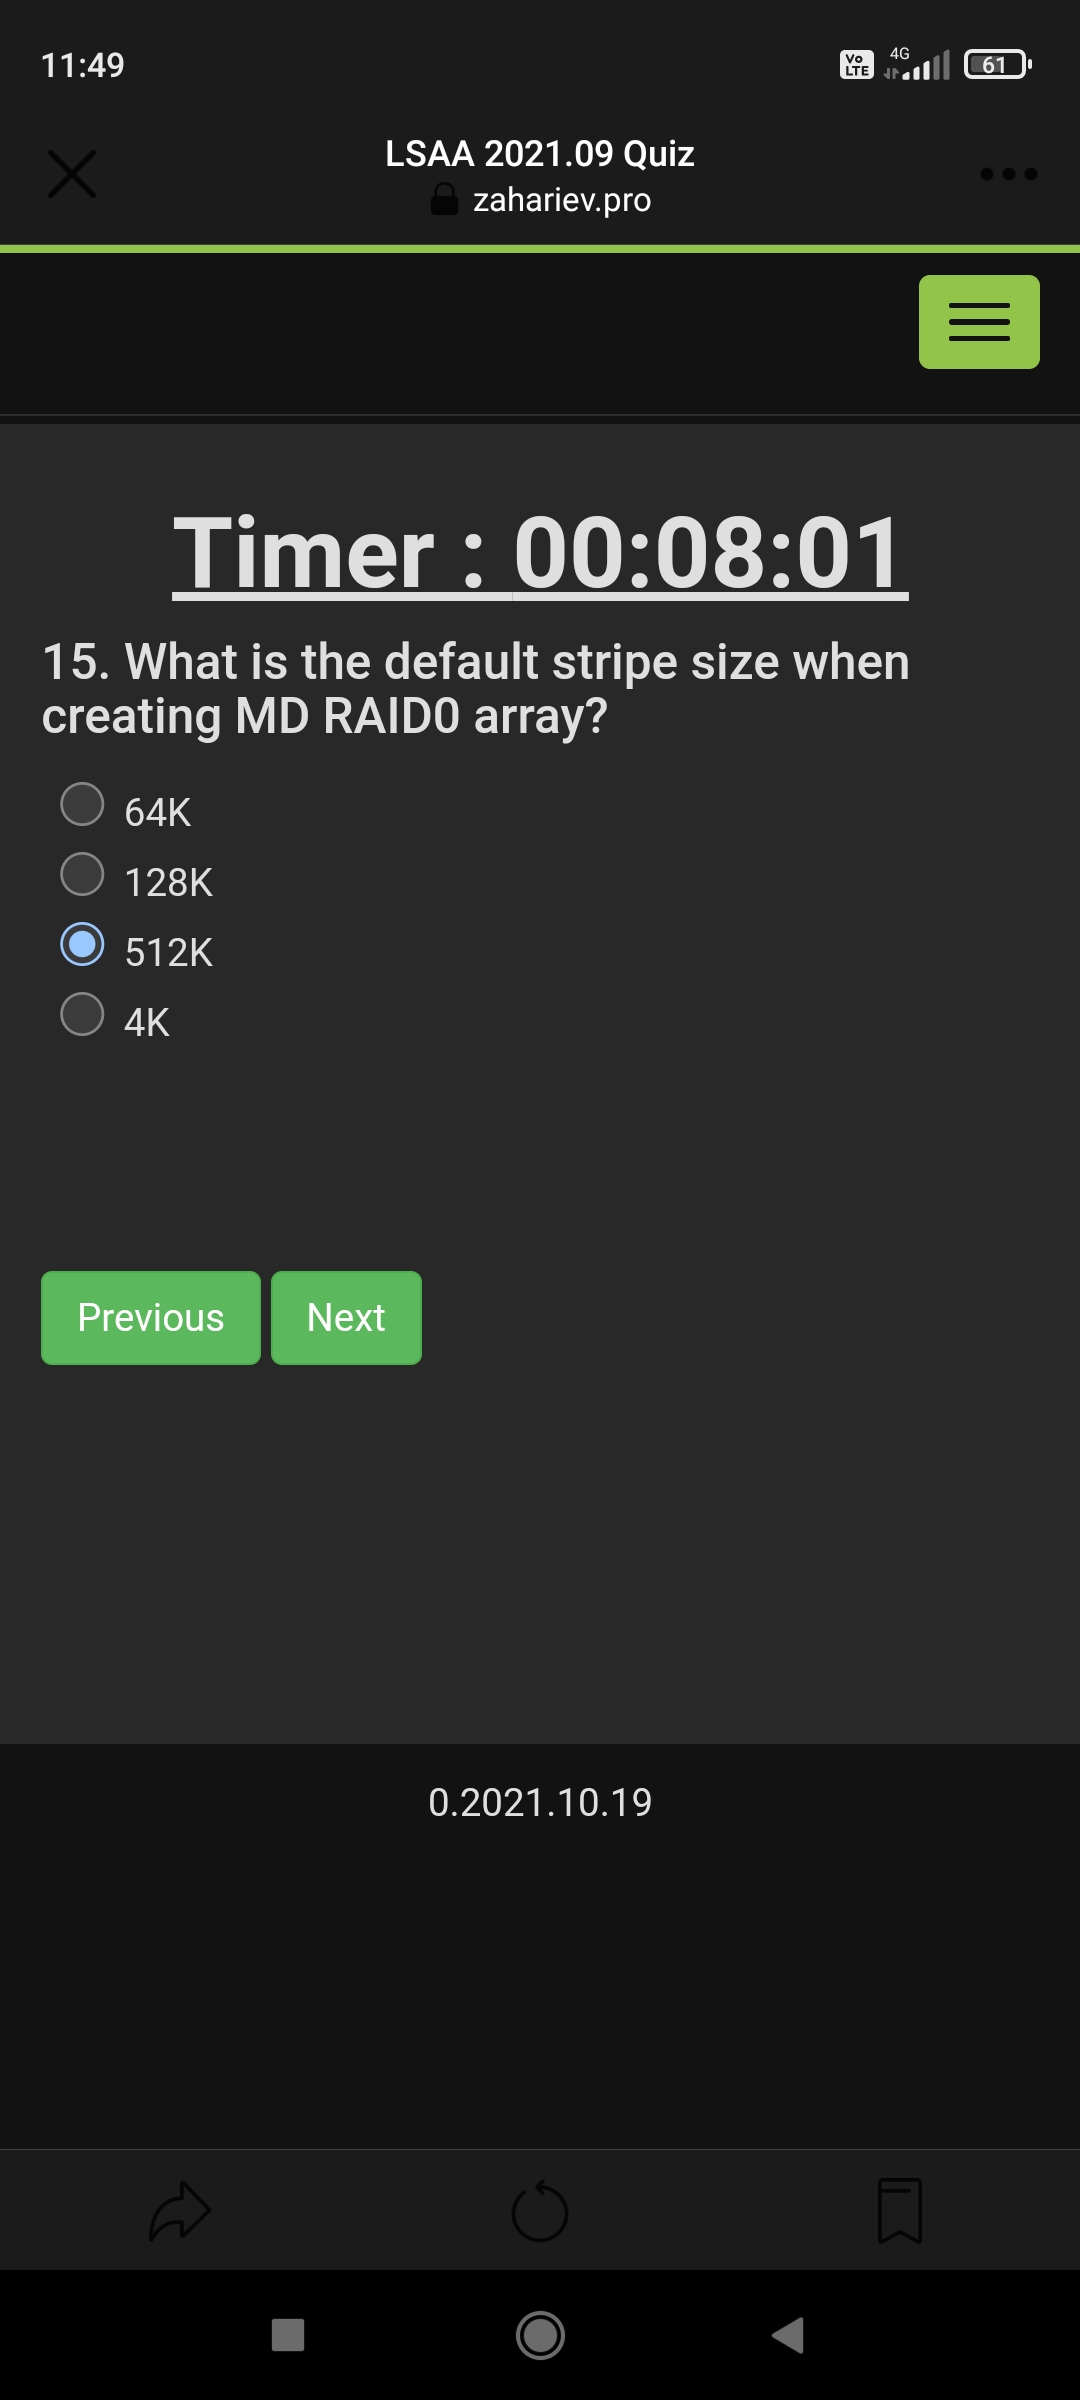 11:49
Vo LTE 4G 61
LSAA 2021.09 Quiz
zahariev.pro
Timer : 00:08:01
15. What is the default stripe size when
creating MD RAID0 array?
64K
128K
512K
4K
Previous Next
0.2021.10.19